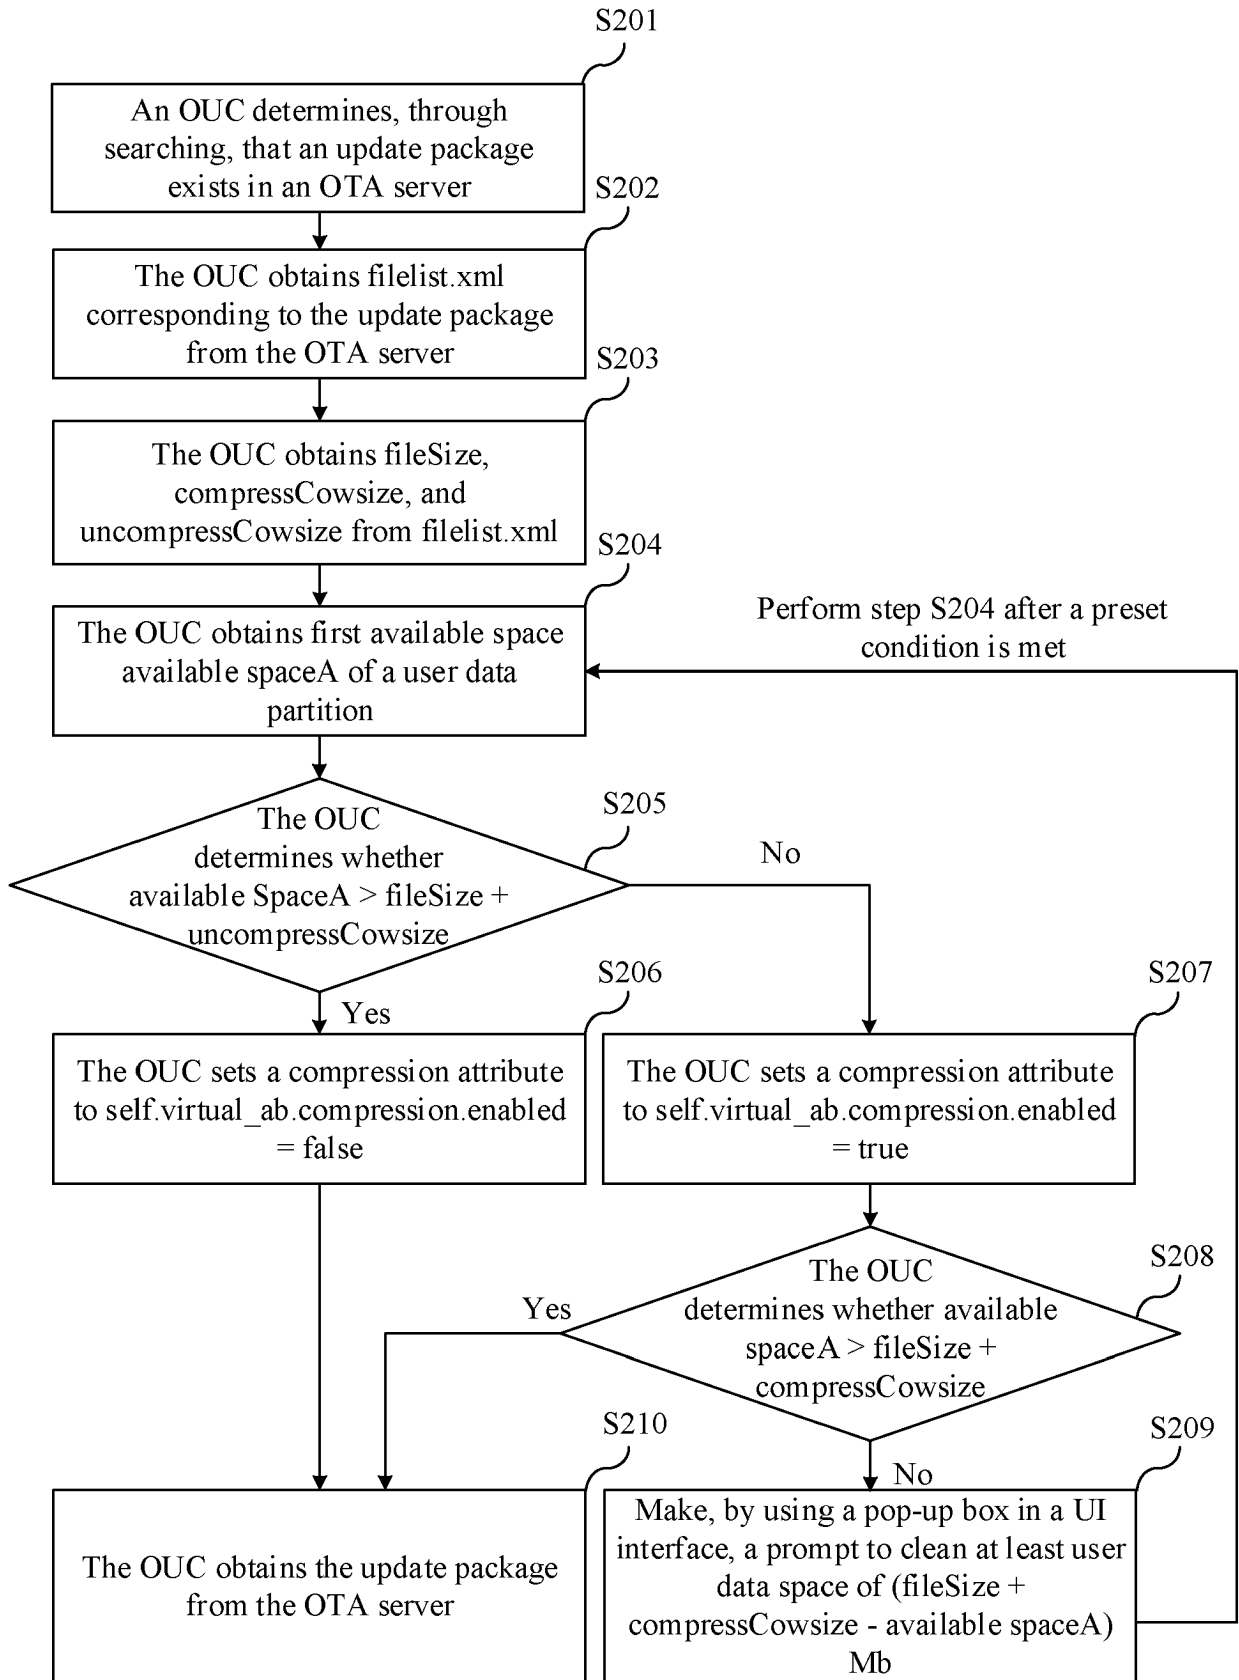 S201
An OUC determines, through
searching, that an update package
exists in an OTA server
S202
The OUC obtains filelist.xml
corresponding to the update package
from the OTA server
S203
The OUC obtains fileSize,
compressCowsize, and
uncompressCowsize from filelist.xml
S204
The OUC obtains first available space
available spaceA of a user data
partition
Perform step S204 after a preset
condition is met
S205
The OUC
determines whether
available SpaceA > fileSize +
uncompressCowsize
No
Yes
S206
The OUC sets a compression attribute
to self.virtual_ab.compression.enabled
= false
S207
The OUC sets a compression attribute
to self.virtual_ab.compression.enabled
= true
S208
The OUC
determines whether available
spaceA > fileSize +
compressCowsize
Yes
No
S209
Make, by using a pop-up box in a UI
interface, a prompt to clean at least user
data space of (fileSize +
compressCowsize - available spaceA)
Mb
S210
The OUC obtains the update package
from the OTA server